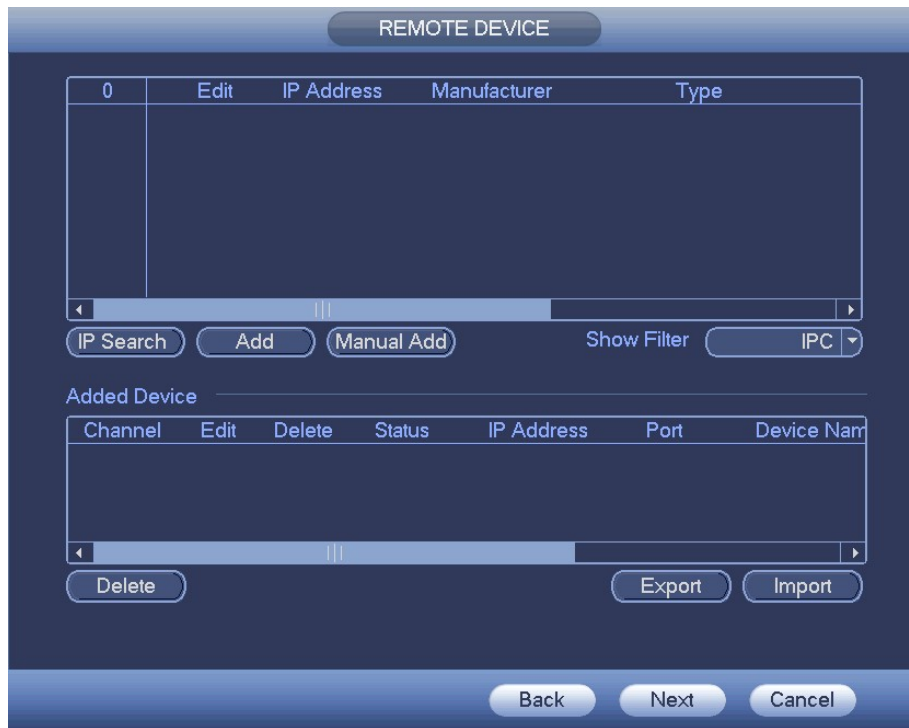 REMOTE DEVICE
0 Edit IP Address Manufacturer Type
IP Search Add Manual Add Show Filter IPC
Added Device
Channel Edit Delete Status IP Address Port Device Nam
Delete Export Import
Back Next Cancel